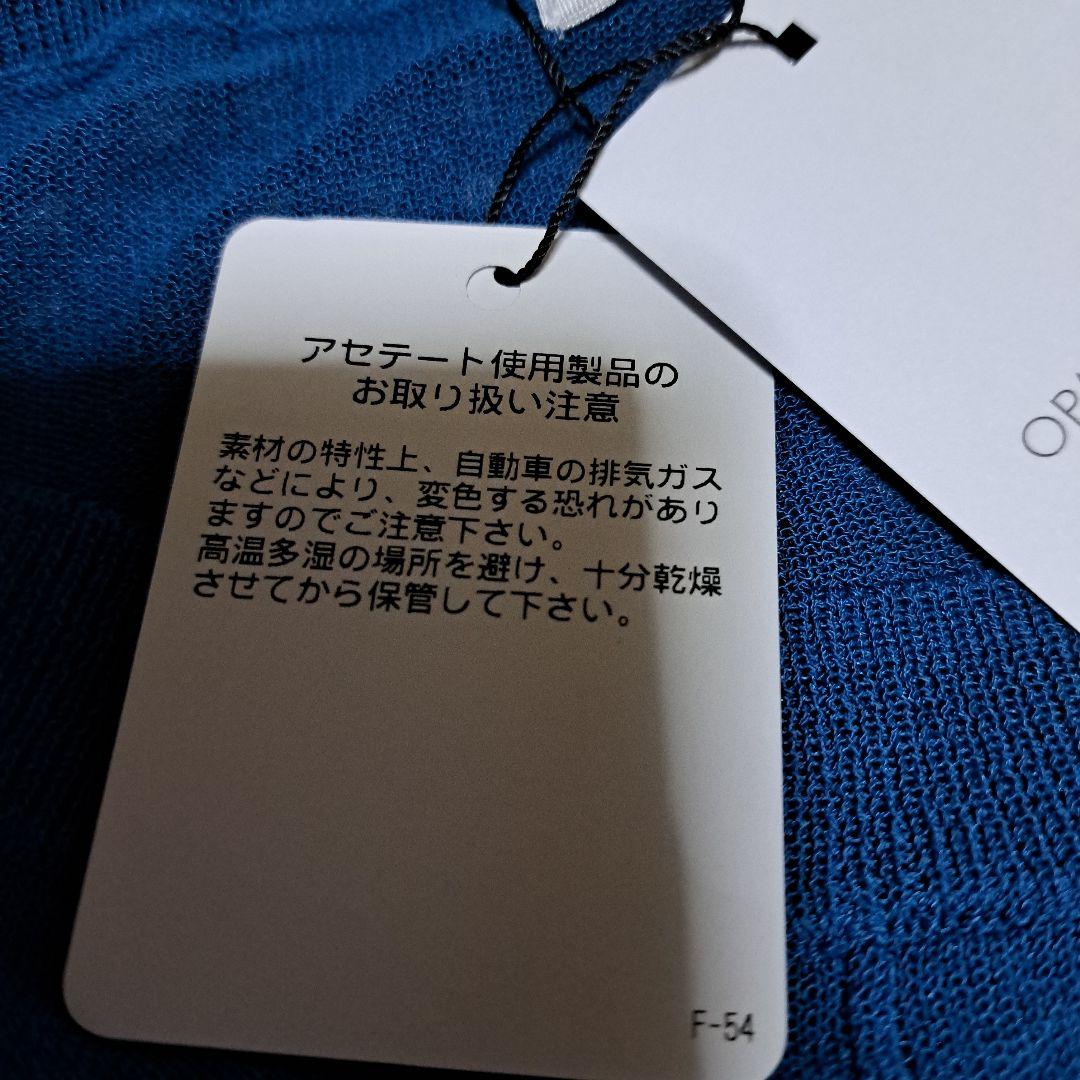 アセテート使用製品の
お取り扱い注意
素材の特性上、自動車の排気ガス
などにより、変色する恐れがあり
ますのでご注意下さい。
高温多湿の場所を避け、十分乾燥
させてから保管して下さい。
F-54